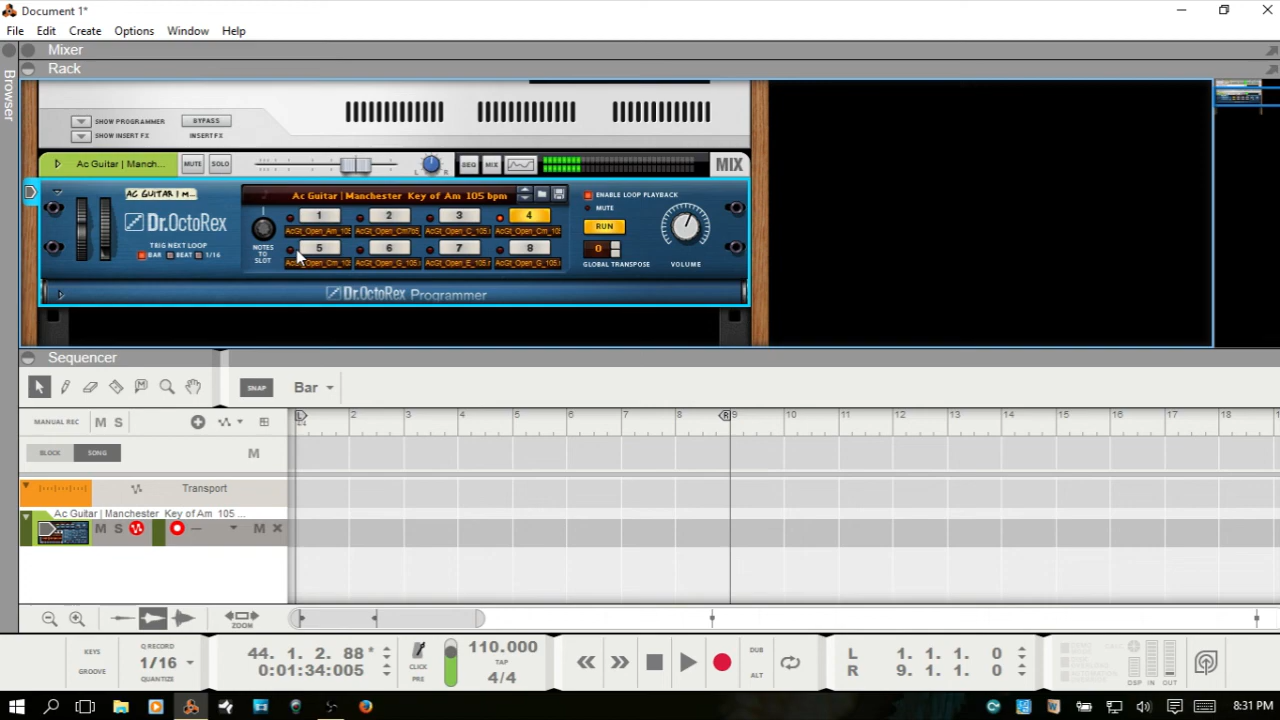 Document 1*
File Edit Create Options Window Help
Mixer
Rack
Browser
SHOW PROGRAMMER BYPASS
SHOW INSERT FX INSERT FX
Ac Guitar | Manch... MUTE SOLO L R SEQ MIX MIX
AC GUITAR | M... Ac Guitar | Manchester Key of Am 105 bpm ENABLE LOOP PLAYBACK
MUTE
Dr.OctoRex 1 2 3 4 RUN
TRIG NEXT LOOP
BAR BEAT 1/16
NOTES TO SLOT 5 6 7 8 0
GLOBAL TRANSPOSE VOLUME
Dr.OctoRex Programmer
Sequencer
SNAP Bar
MANUAL REC M S L 2 3 4 5 6 7 8 R 9 10 11 12 13 14 15 16 17 18
BLOCK SONG M
Transport
Ac Guitar | Manchester Key of Am 105 ...
M S M
ZOOM
KEYS Q RECORD 44. 1. 2. 88 * CLICK 110.000 DUB L 1. 1. 1. 0
GROOVE 1/16 QUANTIZE 0:01:34:005 PRE TAP 4/4 ALT R 9. 1. 1. 0
DSP IN OUT
8:31 PM